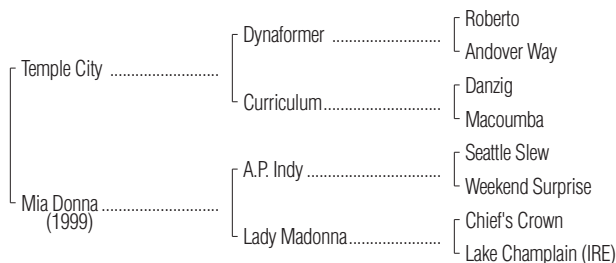 Roberto
Dynaformer ....................
Andover Way
Temple City ....................
Danzig
Curriculum ....................
Macoumba
Seattle Slew
A.P. Indy ....................
Weekend Surprise
Mia Donna ....................
(1999)
Chief's Crown
Lady Madonna ....................
Lake Champlain (IRE)